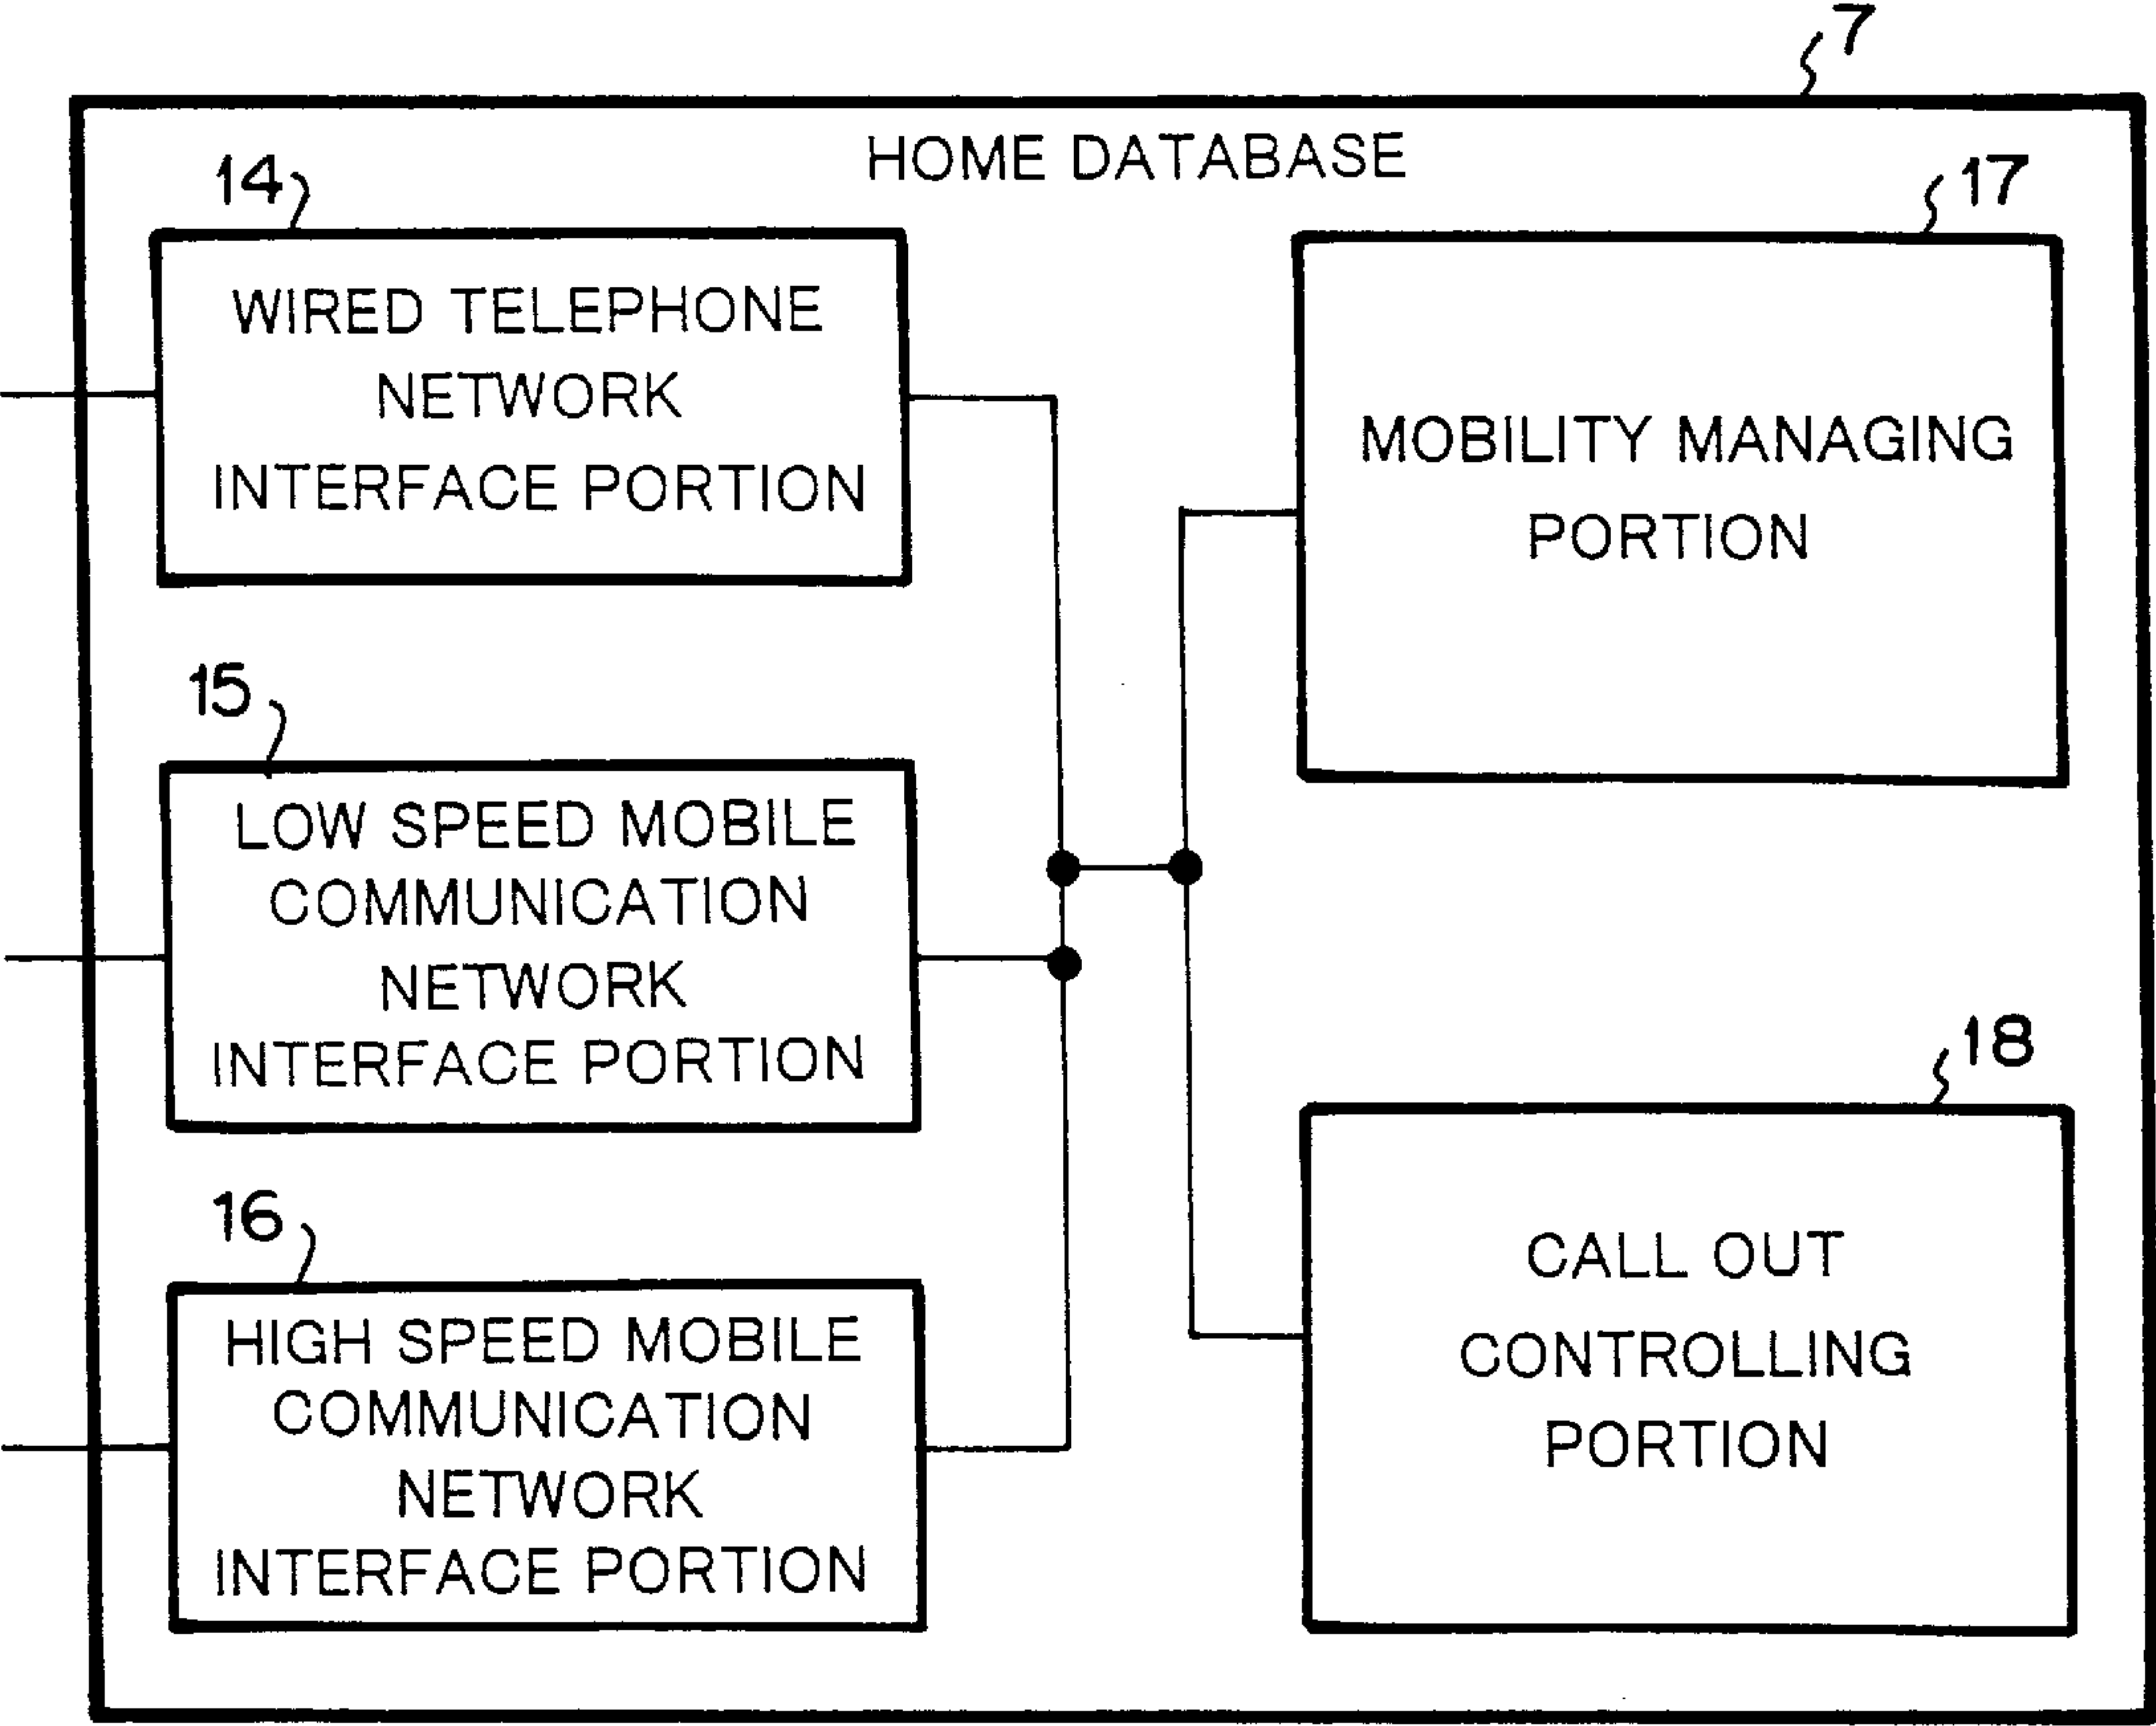 7
HOME DATABASE
14
WIRED TELEPHONE
NETWORK
INTERFACE PORTION
15
LOW SPEED MOBILE
COMMUNICATION
NETWORK
INTERFACE PORTION
16
HIGH SPEED MOBILE
COMMUNICATION
NETWORK
INTERFACE PORTION
17
MOBILITY MANAGING
PORTION
18
CALL OUT
CONTROLLING
PORTION